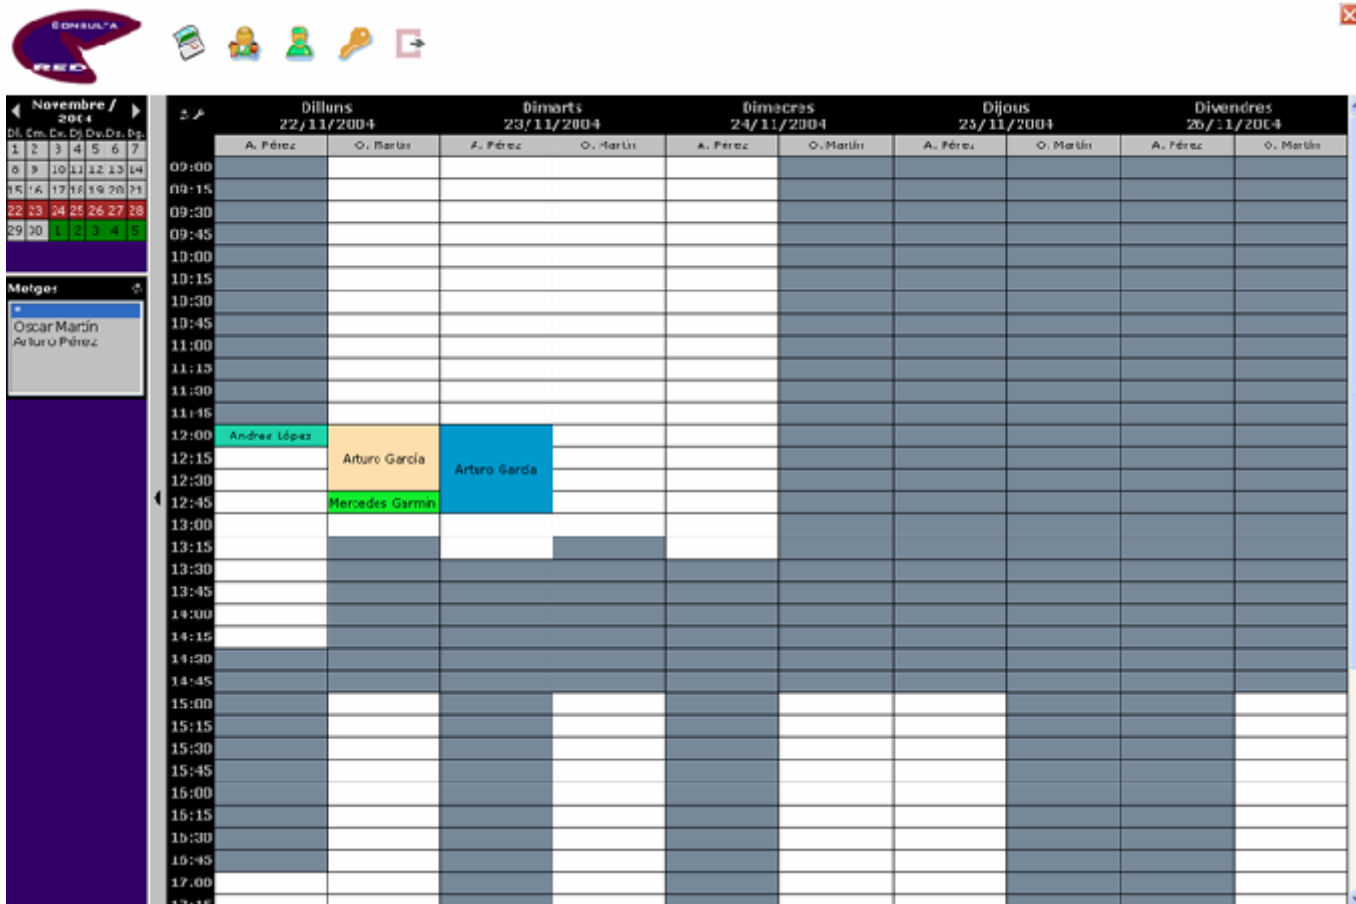 CONSUL'A
RED
Novembre /
2004
Dl. Dm. Dx. Dj Dv. Ds. Dg.
1 2 3 4 5 6 7
8 9 10 11 12 13 14
15 16 17 18 19 20 21
22 23 24 25 26 27 28
29 30 1 2 3 4 5
Metges
*
Oscar Martín
Arturo Pérez
Dilluns
22/11/2004
Dimarts
23/11/2004
Dimecres
24/11/2004
Dijous
25/11/2004
Divendres
26/11/2004
A. Pérez O. Martín A. Pérez O. Martín A. Pérez O. Martín A. Pérez O. Martín A. Pérez O. Martín
09:00
09:15
09:30
09:45
10:00
10:15
10:30
10:45
11:00
11:15
11:30
11:45
12:00 Andres López
12:15 Arturo García
Arturo García
12:30
12:45 Mercedes Garmin
13:00
13:15
13:30
13:45
14:00
14:15
14:30
14:45
15:00
15:15
15:30
15:45
16:00
16:15
16:30
16:45
17:00
17:15